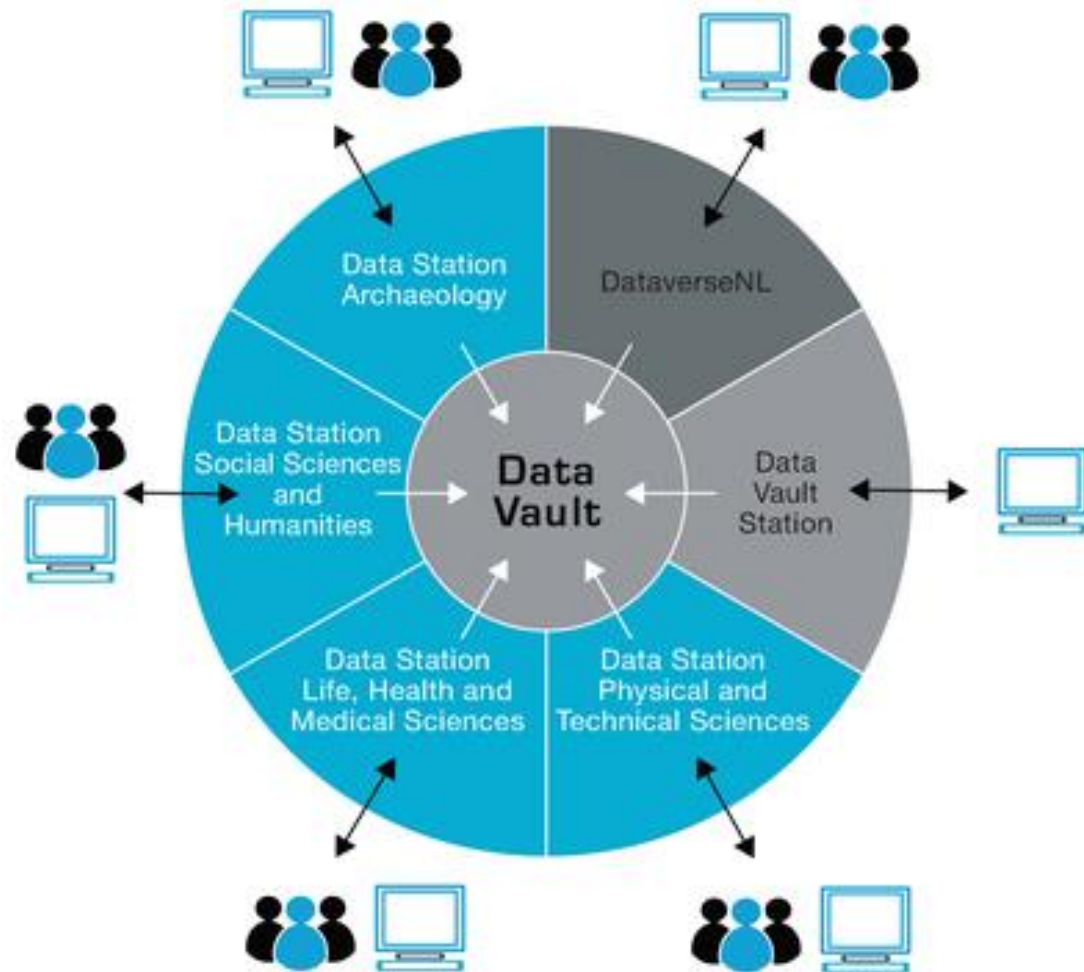 Data Station
Archaeology
DataverseNL
Data Station
Social Sciences
and
Humanities
Data
Vault
Data
Vault
Station
Data Station
Life, Health and
Medical Sciences
Data Station
Physical and
Technical Sciences